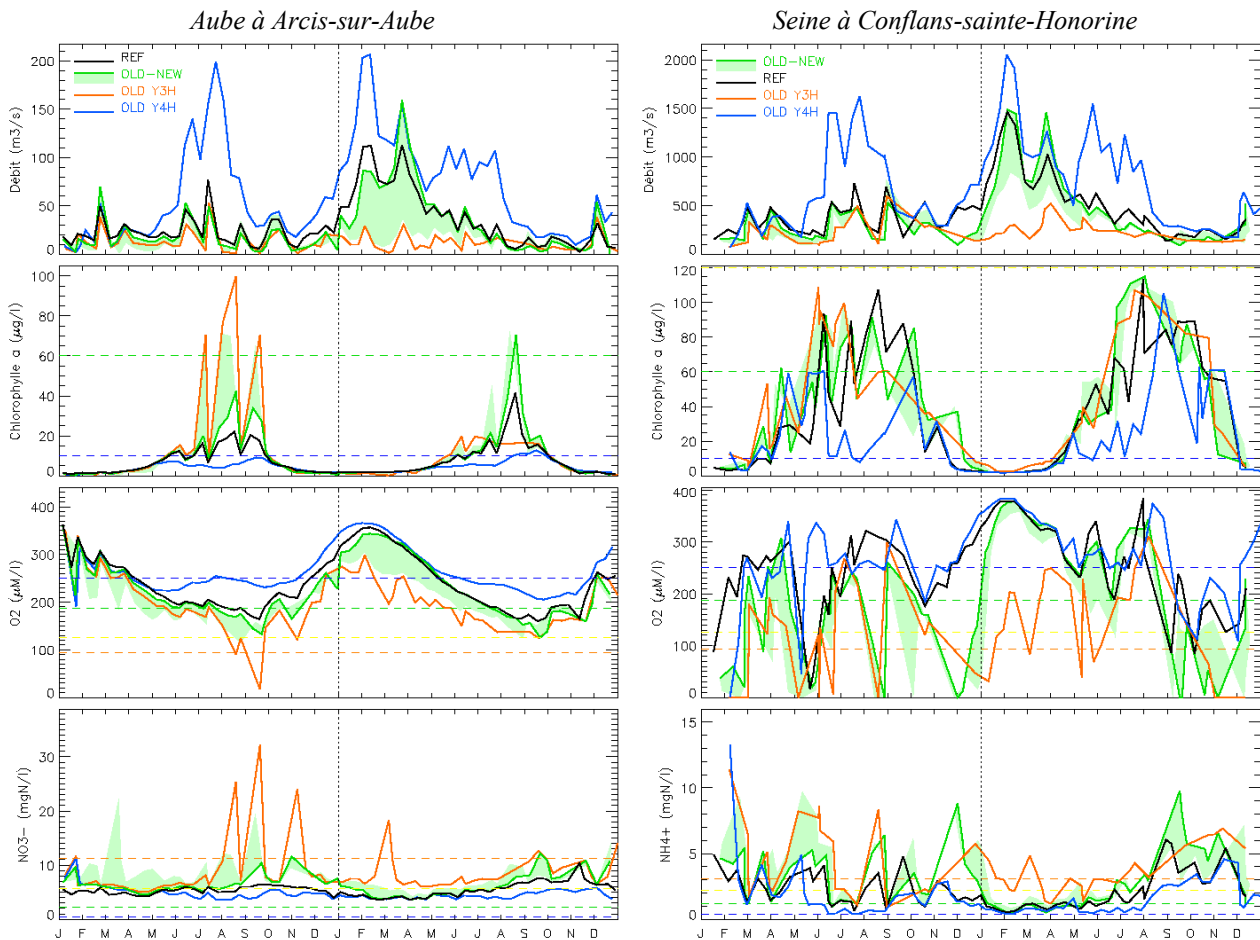 Aube à Arcis-sur-Aube
Seine à Conflans-sainte-Honorine
REF
OLD-NEW
OLD Y3H
OLD Y4H
Débit (m3/s)
200
150
100
50
0
OLD-NEW
REF
OLD Y3H
OLD Y4H
Débit (m3/s)
2000
1500
1000
500
0
Chlorophylle a (μg/l)
100
80
60
40
20
0
Chlorophylle a (μg/l)
120
100
80
60
40
20
0
O2 (μM/l)
400
300
200
100
0
O2 (μM/l)
400
300
200
100
0
NO3- (mgN/l)
30
20
10
0
J F M A M J J A S O N D J F M A M J J A S O N D
NH4+ (mgN/l)
15
10
5
0
J F M A M J J A S O N D J F M A M J J A S O N D